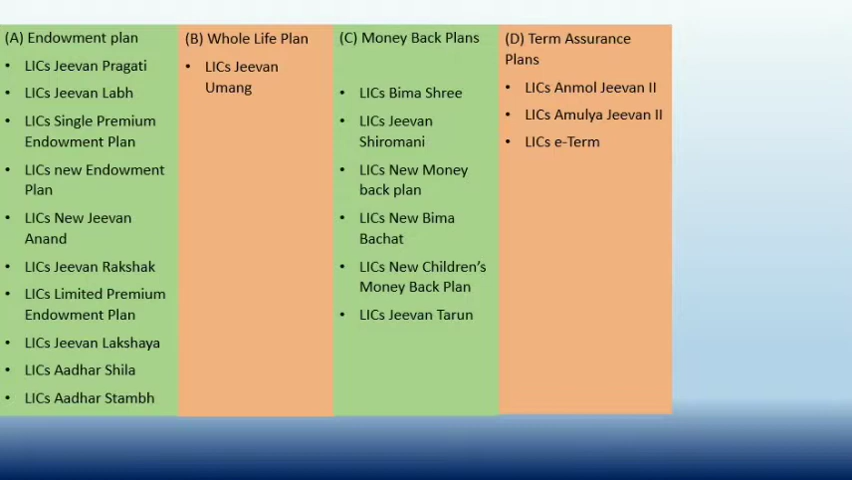 (A) Endowment plan
• LICs Jeevan Pragati
• LICs Jeevan Labh
• LICs Single Premium
Endowment Plan
• LICs new Endowment
Plan
• LICs New Jeevan
Anand
• LICs Jeevan Rakshak
• LICs Limited Premium
Endowment Plan
• LICs Jeevan Lakshaya
• LICs Aadhar Shila
• LICs Aadhar Stambh
(B) Whole Life Plan
• LICs Jeevan
Umang
(C) Money Back Plans
• LICs Bima Shree
• LICs Jeevan
Shiromani
• LICs New Money
back plan
• LICs New Bima
Bachat
• LICs New Children’s
Money Back Plan
• LICs Jeevan Tarun
(D) Term Assurance
Plans
• LICs Anmol Jeevan II
• LICs Amulya Jeevan II
• LICs e-Term